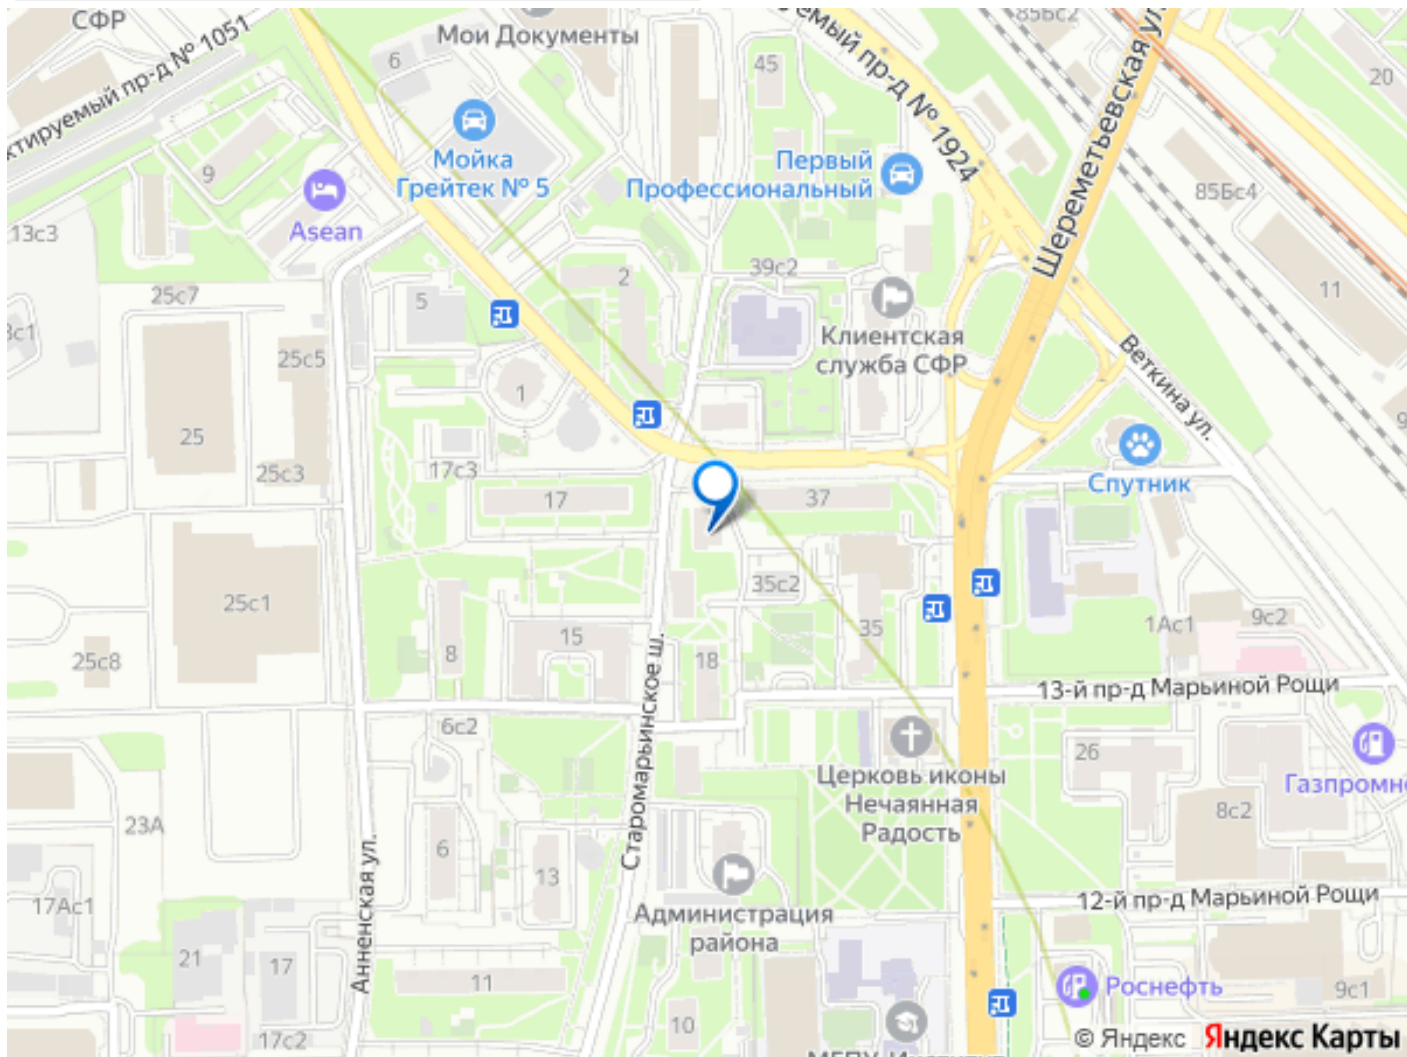 СФР
Мои Документы
6
45
85Бс2
20
ктируемый пр-д № 1051
емый пр-д № 1924
Шереметьевская ул.
Мойка
Грейтек № 5
Первый
Профессиональный
9
85Бс4
Asean
13с3
39с2
2
25с7
5
11
Клиентская
служба СФР
25с5
Веткина ул.
1
25
17с3
25с3
Спутник
17
37
35с2
25с1
1Ас1
9с2
15
35
8
18
25с8
13-й пр-д Марьиной Рощи
6с2
Старомарьинское ш.
26
Церковь иконы
Нечаянная
Радость
8с2
23А
6
13
Анненская ул.
17Ас1
12-й пр-д Марьиной Рощи
Администрация
района
21
17
11
Роснефть
9с1
10
17с2
© Яндекс
Яндекс Карты